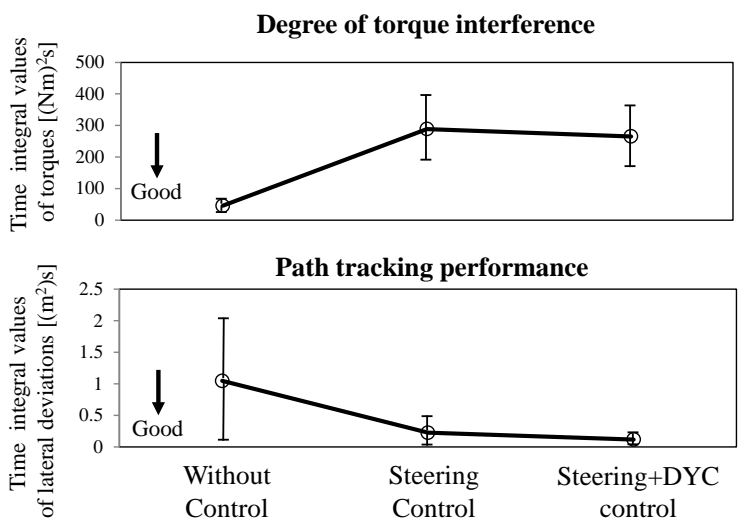 Degree of torque interference
Time integral values
of torques [(Nm)²s]
500
400
300
200
100
0
Good
Path tracking performance
Time integral values
of lateral deviations [(m²)s]
2.5
2
1.5
1
0.5
0
Good
Without
Control
Steering
Control
Steering+DYC
control